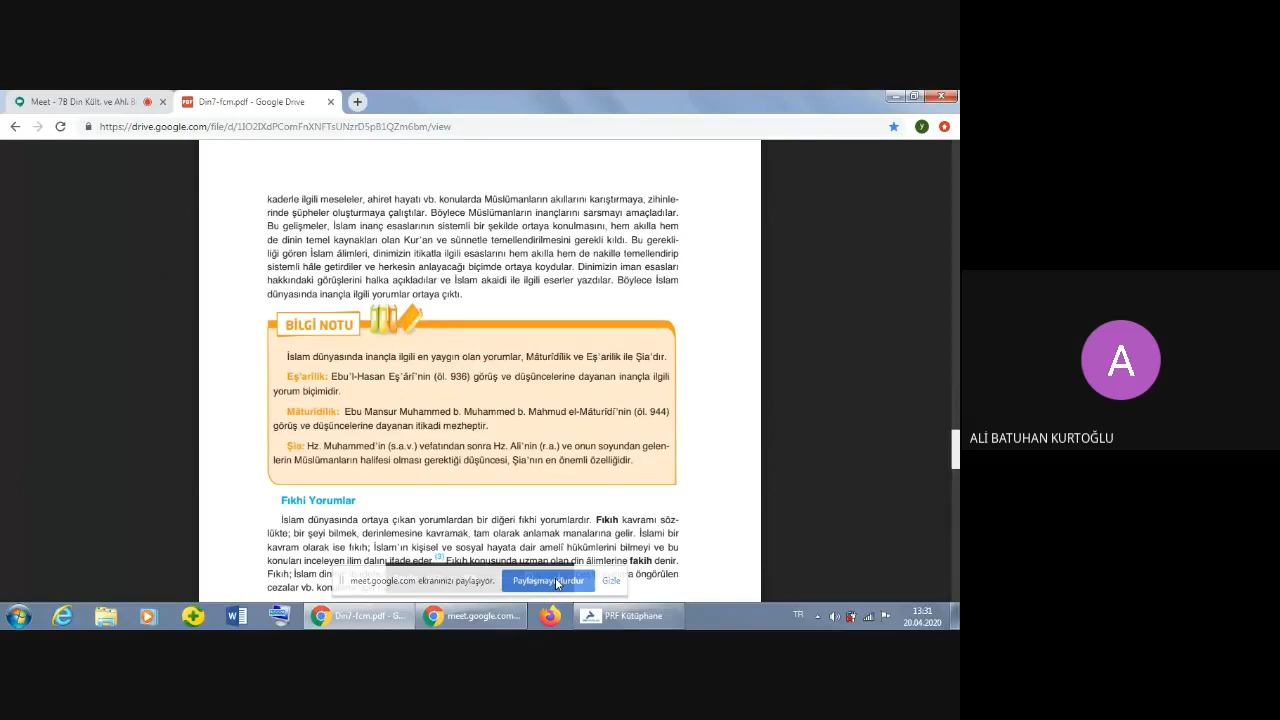 Meet - 7B Din Kült. ve Ahl. 8
Din7-fcm.pdf - Google Drive
https://drive.google.com/file/d/1IO2IXdPComFnXNFTsUNzrD5pB1QZm6bm/view
y
kaderle ilgili meseleler, ahiret hayatı vb. konularda Müslümanların akıllarını karıştırmaya, zihinle-
rinde şüpheler oluşturmaya çalıştılar. Böylece Müslümanların inançlarını sarsmayı amaçladılar.
Bu gelişmeler, İslam inanç esaslarının sistemli bir şekilde ortaya konulmasını, hem akılla hem
de dinin temel kaynakları olan Kur'an ve sünnetle temellendirilmesini gerekli kıldı. Bu gerekli-
liği gören İslam âlimleri, dinimizin itikatla ilgili esaslarını hem akılla hem de nakille temellendirip
sistemli hâle getirdiler ve herkesin anlayacağı biçimde ortaya koydular. Dinimizin iman esasları
hakkındaki görüşlerini halka açıkladılar ve İslam akaidi ile ilgili eserler yazdılar. Böylece İslam
dünyasında inançla ilgili yorumlar ortaya çıktı.
BİLGİ NOTU
İslam dünyasında inançla ilgili en yaygın olan yorumlar, Mâturîdîlik ve Eş'arilik ile Şia'dır.
Eş'arîlik: Ebu'l-Hasan Eş'ârî'nin (öl. 936) görüş ve düşüncelerine dayanan inançla ilgili
yorum biçimidir.
Mâturîdîlik: Ebu Mansur Muhammed b. Muhammed b. Mahmud el-Mâturîdî'nin (öl. 944)
görüş ve düşüncelerine dayanan itikadi mezheptir.
Şia: Hz. Muhammed'in (s.a.v.) vefatından sonra Hz. Ali'nin (r.a.) ve onun soyundan gelen-
lerin Müslümanların halifesi olması gerektiği düşüncesi, Şia'nın en önemli özelliğidir.
Fıkhi Yorumlar
İslam dünyasında ortaya çıkan yorumlardan bir diğeri fıkhi yorumlardır. Fıkıh kavramı söz-
lükte; bir şeyi bilmek, derinlemesine kavramak, tam olarak anlamak manalarına gelir. İslami bir
kavram olarak ise fıkıh; İslam'ın kişisel ve sosyal hayata dair amelî hükümlerini bilmeyi ve bu
konuları inceleyen ilim dalını ifade eder.(3) Fıkıh konusunda uzman olan din âlimlerine fakih denir.
Fıkıh; İslam öngörülen
cezalar vb.
meet.google.com ekranınızı paylaşıyor.
Paylaşmayı durdur
Gizle
Din7-fcm.pdf - G...
meet.google.com...
PRF Kütüphane
TR
13:31
20.04.2020
A
ALİ BATUHAN KURTOĞLU